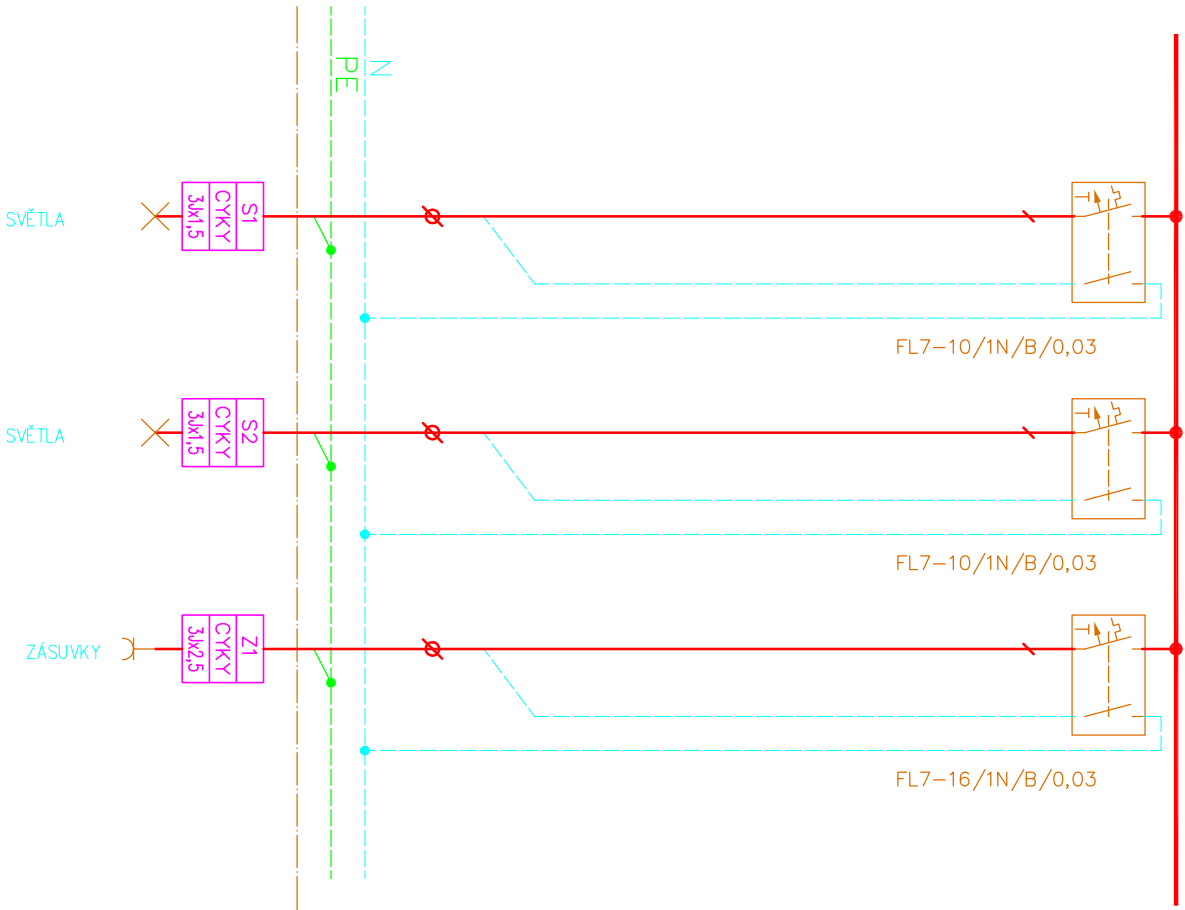 N
PE
SVĚTLA
S1
CYKY
3Jx1,5
FL7-10/1N/B/0,03
SVĚTLA
S2
CYKY
3Jx1,5
FL7-10/1N/B/0,03
ZÁSUVKY
Z1
CYKY
3Jx2,5
FL7-16/1N/B/0,03